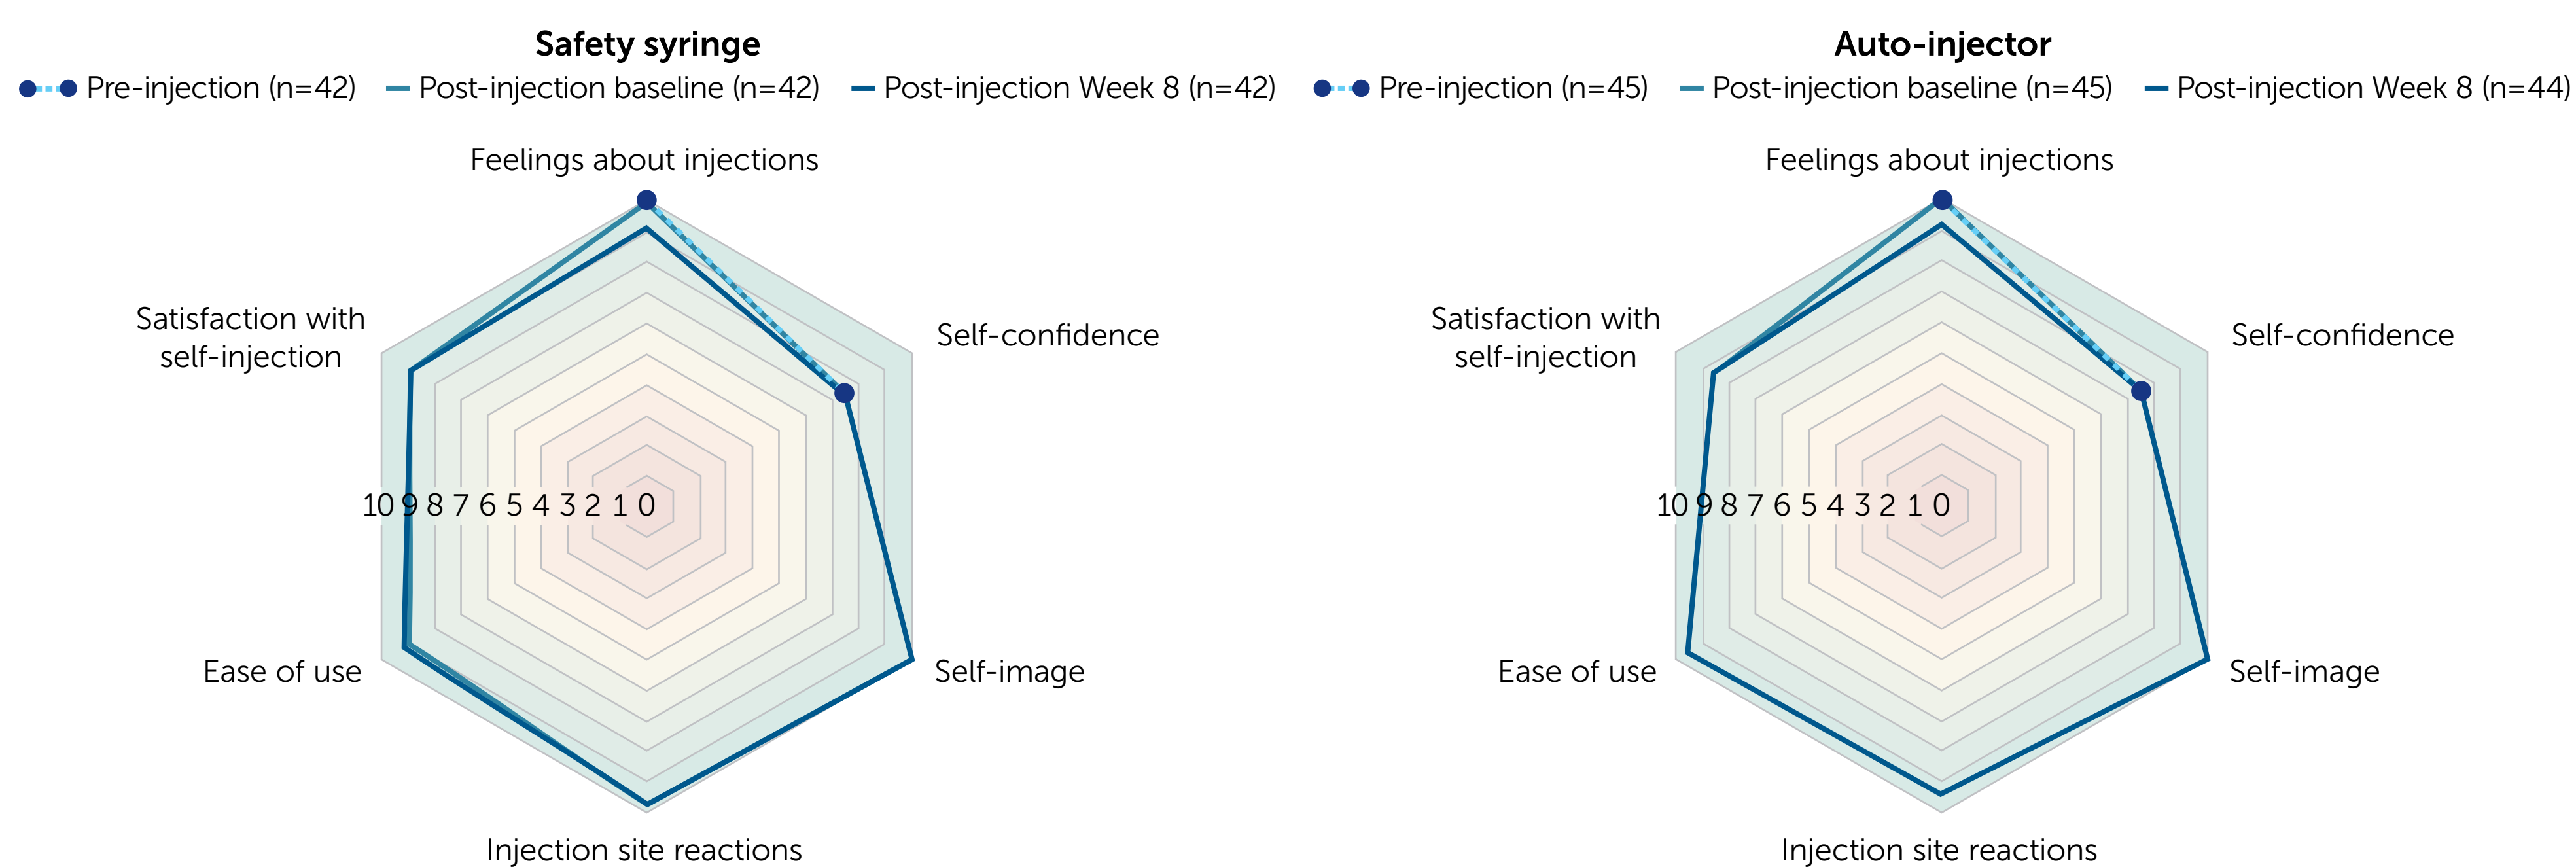 Safety syringe
Pre-injection (n=42) Post-injection baseline (n=42) Post-injection Week 8 (n=42)
Feelings about injections
Self-confidence
Satisfaction with
self-injection
10 9 8 7 6 5 4 3 2 1 0
Ease of use
Self-image
Injection site reactions
Auto-injector
Pre-injection (n=45) Post-injection baseline (n=45) Post-injection Week 8 (n=44)
Feelings about injections
Self-confidence
Satisfaction with
self-injection
10 9 8 7 6 5 4 3 2 1 0
Ease of use
Self-image
Injection site reactions